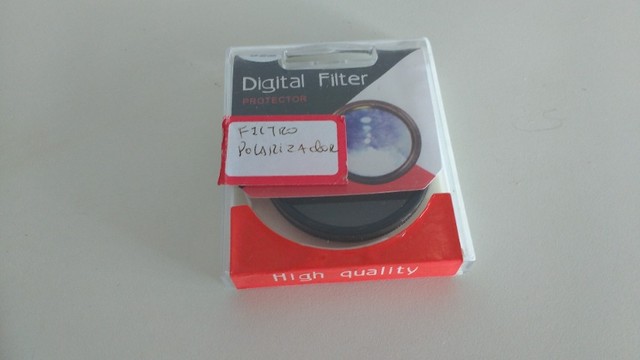 Digital Filter
PROTECTOR
FILTRO
POLARIZAdOR
High quality